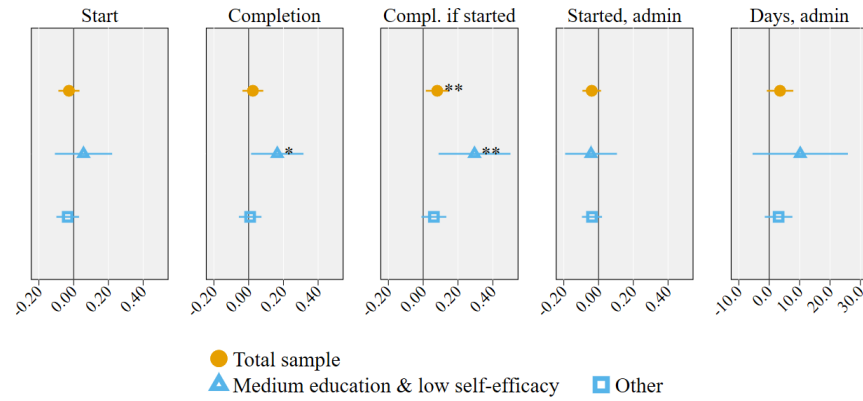 Start Completion Compl. if started Started, admin Days, admin
**
* **
-0.20 0.00 0.20 0.40 -0.20 0.00 0.20 0.40 -0.20 0.00 0.20 0.40 -0.20 0.00 0.20 0.40 -10.0 0.0 10.0 20.0 30.0
Total sample
Medium education & low self-efficacy Other